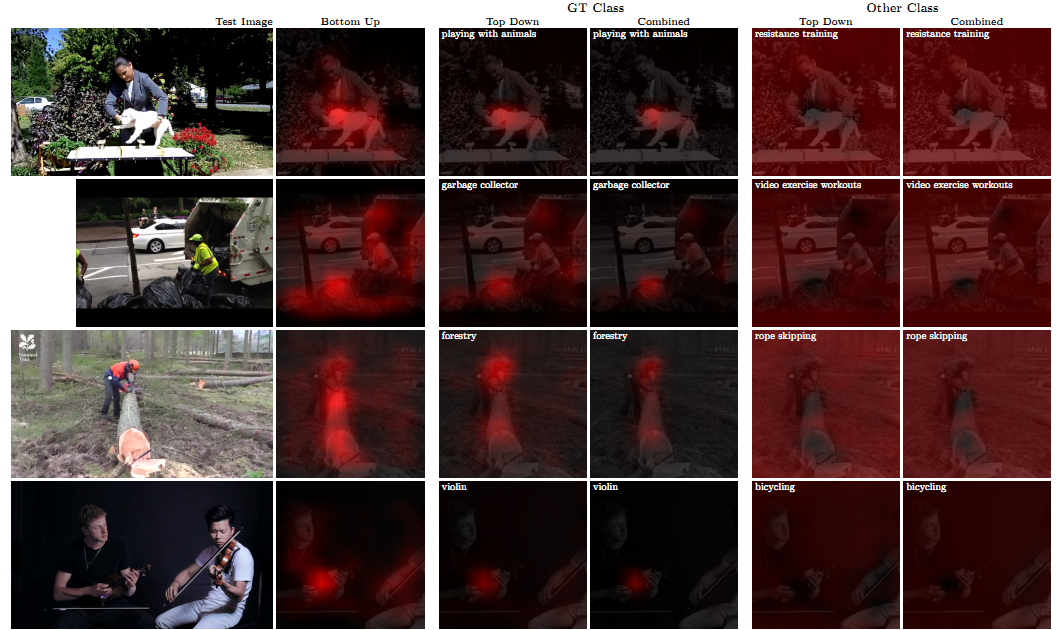 GT Class
Other Class
Test Image
Bottom Up
Top Down
Combined
Top Down
Combined
playing with animals
playing with animals
resistance training
resistance training
garbage collector
garbage collector
video exercise workouts
video exercise workouts
National
forestry
forestry
rope skipping
rope skipping
violin
violin
bicycling
bicycling